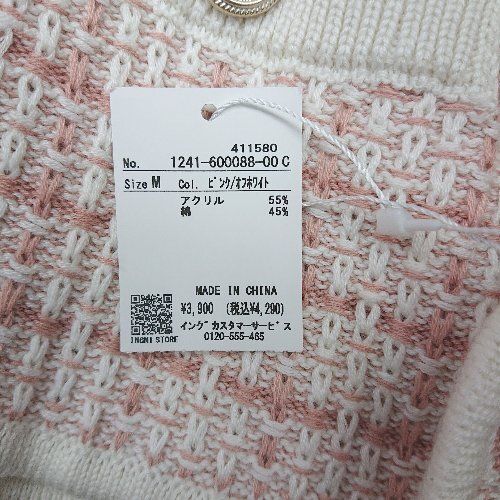 411580
No. 1241-600088-00 C
Size M Col. ピンク/オフホワイト
アクリル 55%
綿 45%
MADE IN CHINA
¥3,900 (税込¥4,290)
イング カスタマーサービス
0120-555-465
INGNI STORE